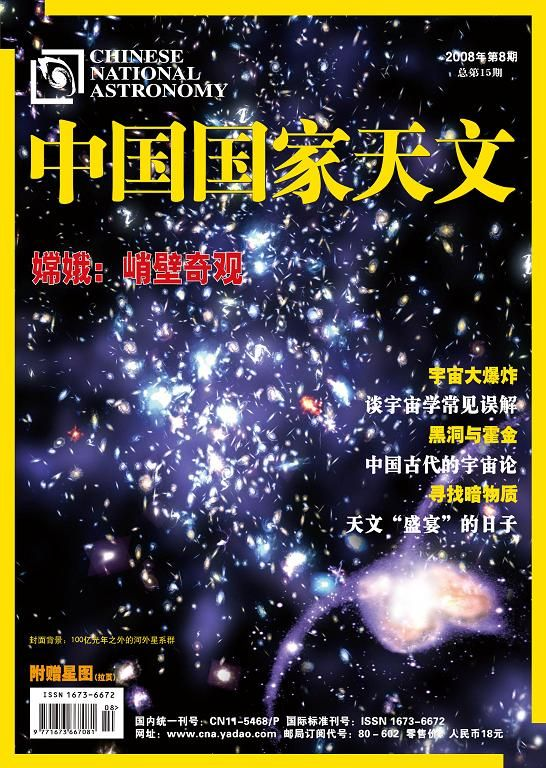 CHINESE
NATIONAL
ASTRONOMY
2008年第8期
总第15期
中国国家天文
嫦娥：峭壁奇观
宇宙大爆炸
谈宇宙学常见误解
黑洞与霍金
中国古代的宇宙论
寻找暗物质
天文“盛宴”的日子
封面背景：100亿光年之外的河外星系群
附赠星图(拉页)
ISSN 1673-6672
08>
9 771673 667081
国内统一刊号：CN11-5468/P 国际标准刊号：ISSN 1673-6672
网址：www.cna.yadao.com 邮局订阅代号：80-602 零售价：人民币18元